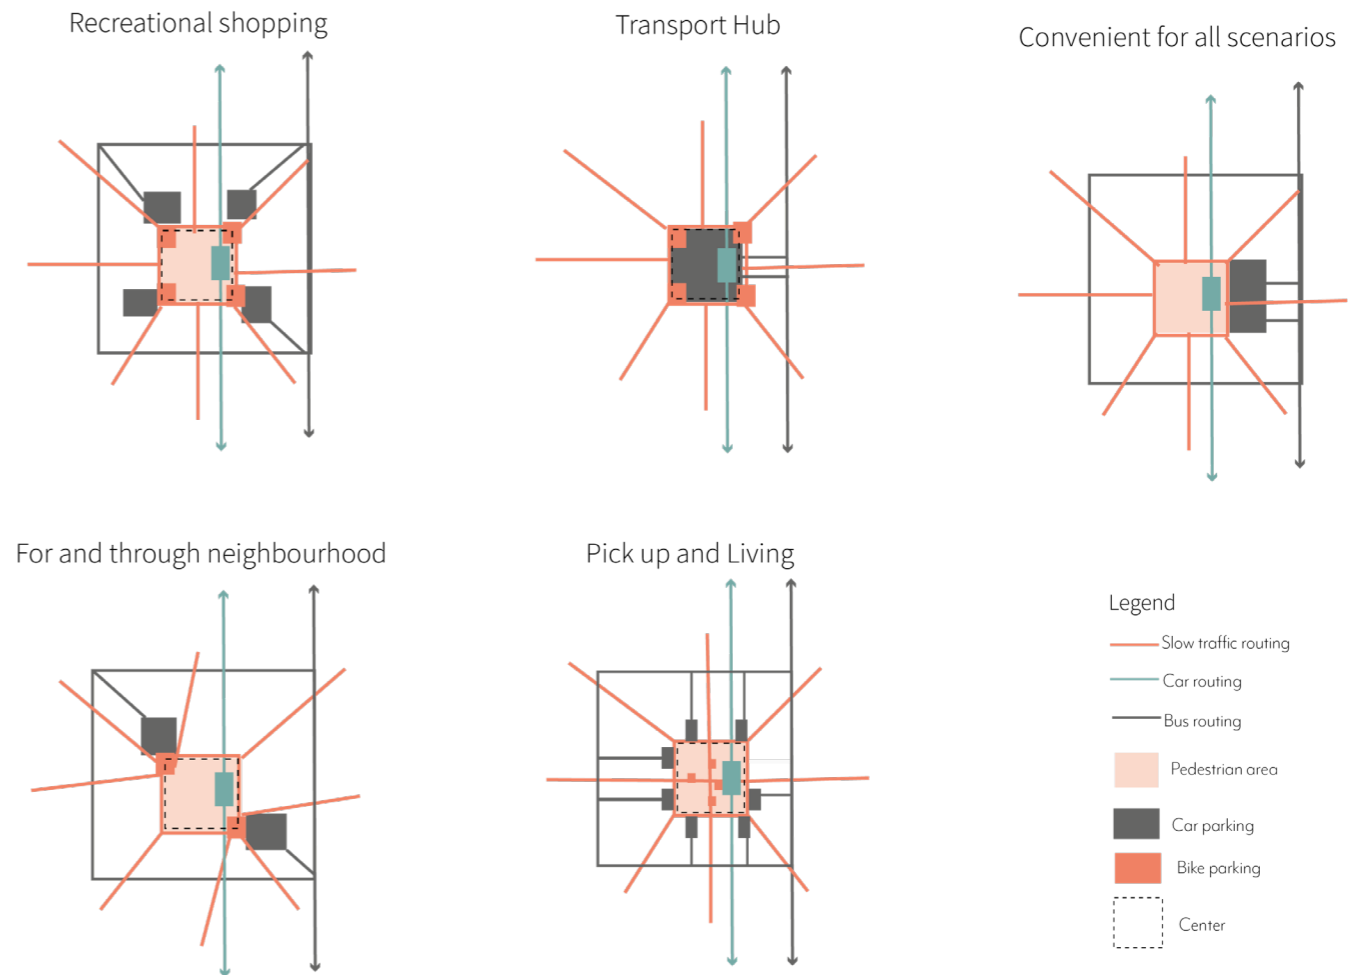 Recreational shopping
Transport Hub
Convenient for all scenarios
For and through neighbourhood
Pick up and Living
Legend
Slow traffic routing
Car routing
Bus routing
Pedestrian area
Car parking
Bike parking
Center